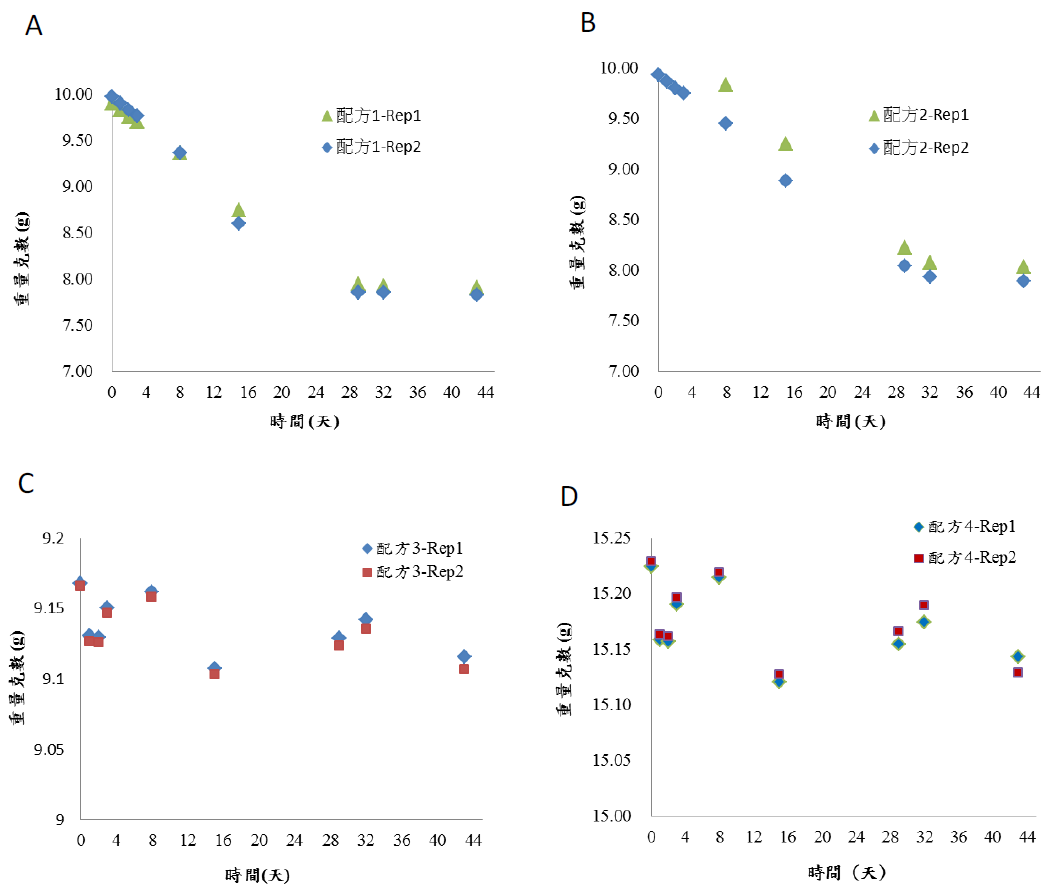 A
10.00
9.50
9.00
8.50
8.00
7.50
7.00
重量克數(g)
0 4 8 12 16 20 24 28 32 36 40 44
時間(天)
配方1-Rep1
配方1-Rep2
B
10.00
9.50
9.00
8.50
8.00
7.50
7.00
重量克數(g)
0 4 8 12 16 20 24 28 32 36 40 44
時間(天)
配方2-Rep1
配方2-Rep2
C
9.2
9.15
9.1
9.05
9
重量克數(g)
0 4 8 12 16 20 24 28 32 36 40 44
時間(天)
配方3-Rep1
配方3-Rep2
D
15.25
15.20
15.15
15.10
15.05
15.00
重量克數(g)
0 4 8 12 16 20 24 28 32 36 40 44
時間（天）
配方4-Rep1
配方4-Rep2